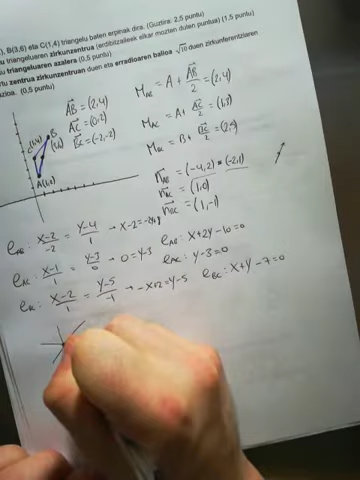 B(3,6) eta C(1,4) triangelu baten erpinak dira. (Guztira: 2,5 puntu)
triangeluaren zirkunzentrua (erdibitzaileek elkar mozten duten puntua) (1,5 puntu)
triangeluaren azalera (0,5 puntu)
zentrua zirkunzentruan duen eta erradioaren balioa √10 duen zirkunferentziaren
(0,5 puntu)
AB = (2,4)
AC = (0,2)
BC = (-2,-2)
B
A(1,2)
M_AB = A + AB/2 = (2,4)
M_AC = A + AC/2 = (1,3)
M_BC = B + BC/2 = (2,5)
n_AB = (-4,2) = (-2,1)
n_AC = (1,0)
n_BC = (1,-1)
e_AB: x-2/-2 = y-4/1 → x-2=-2y+8
e_AB: x+2y-10=0
e_AC: x-1/1 = y-3/0 → 0=y-3
e_AC: y-3=0
e_BC: x-2/1 = y-5/-1 → -x+2=y-5
e_BC: x+y-7=0